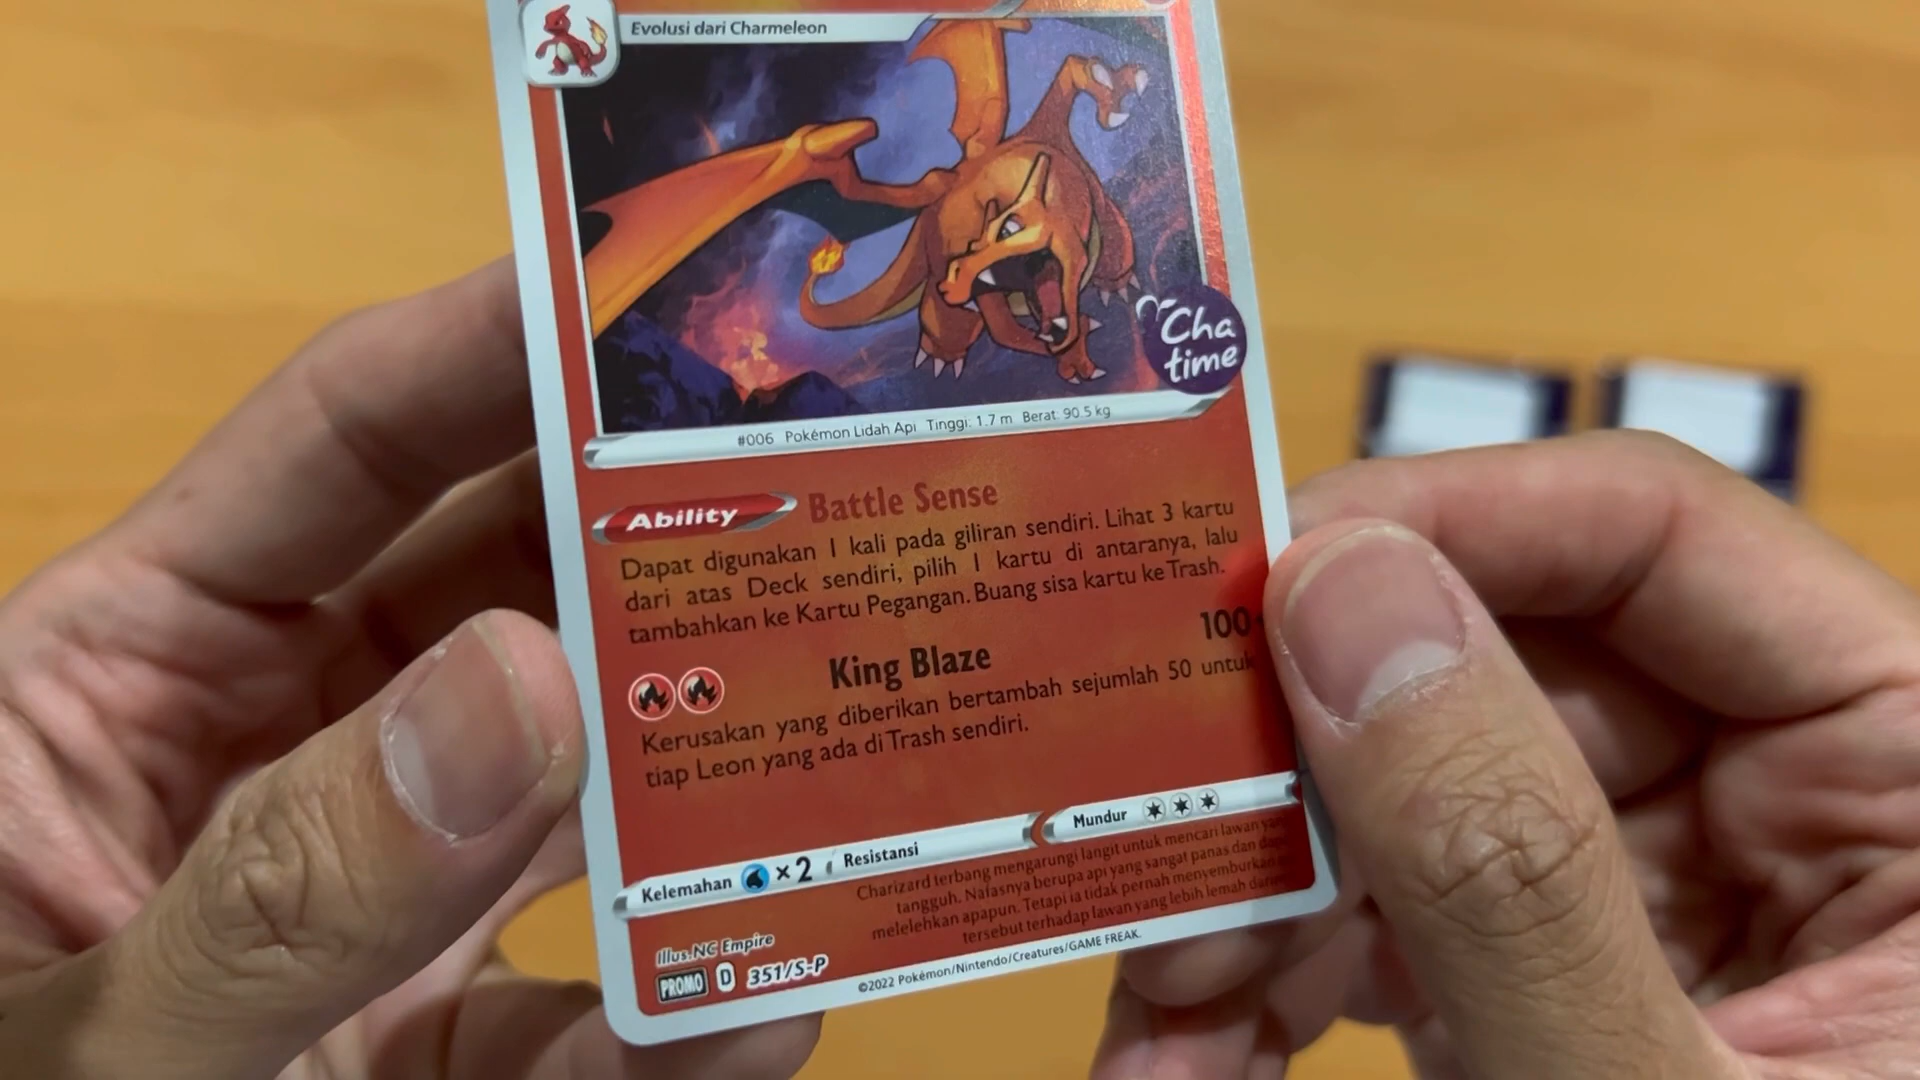 Evolusi dari Charmeleon
Cha
time
#006 Pokémon Lidah Api Tinggi: 1.7 m Berat: 90.5 kg
Ability Battle Sense
Dapat digunakan 1 kali pada giliran sendiri. Lihat 3 kartu
dari atas Deck sendiri, pilih 1 kartu di antaranya, lalu
tambahkan ke Kartu Pegangan. Buang sisa kartu ke Trash.
King Blaze 100
Kerusakan yang diberikan bertambah sejumlah 50 untuk
tiap Leon yang ada di Trash sendiri.
Kelemahan ×2 Resistansi Mundur
Charizard terbang mengarungi langit untuk mencari lawan
tangguh. Nafasnya berupa api yang sangat panas dan
melelehkan apapun. Tetapi ia tidak pernah menyemburkan
tersebut terhadap lawan yang lebih lemah
Illus. NC Empire
PROMO D 351/S-P
©2022 Pokémon/Nintendo/Creatures/GAME FREAK.